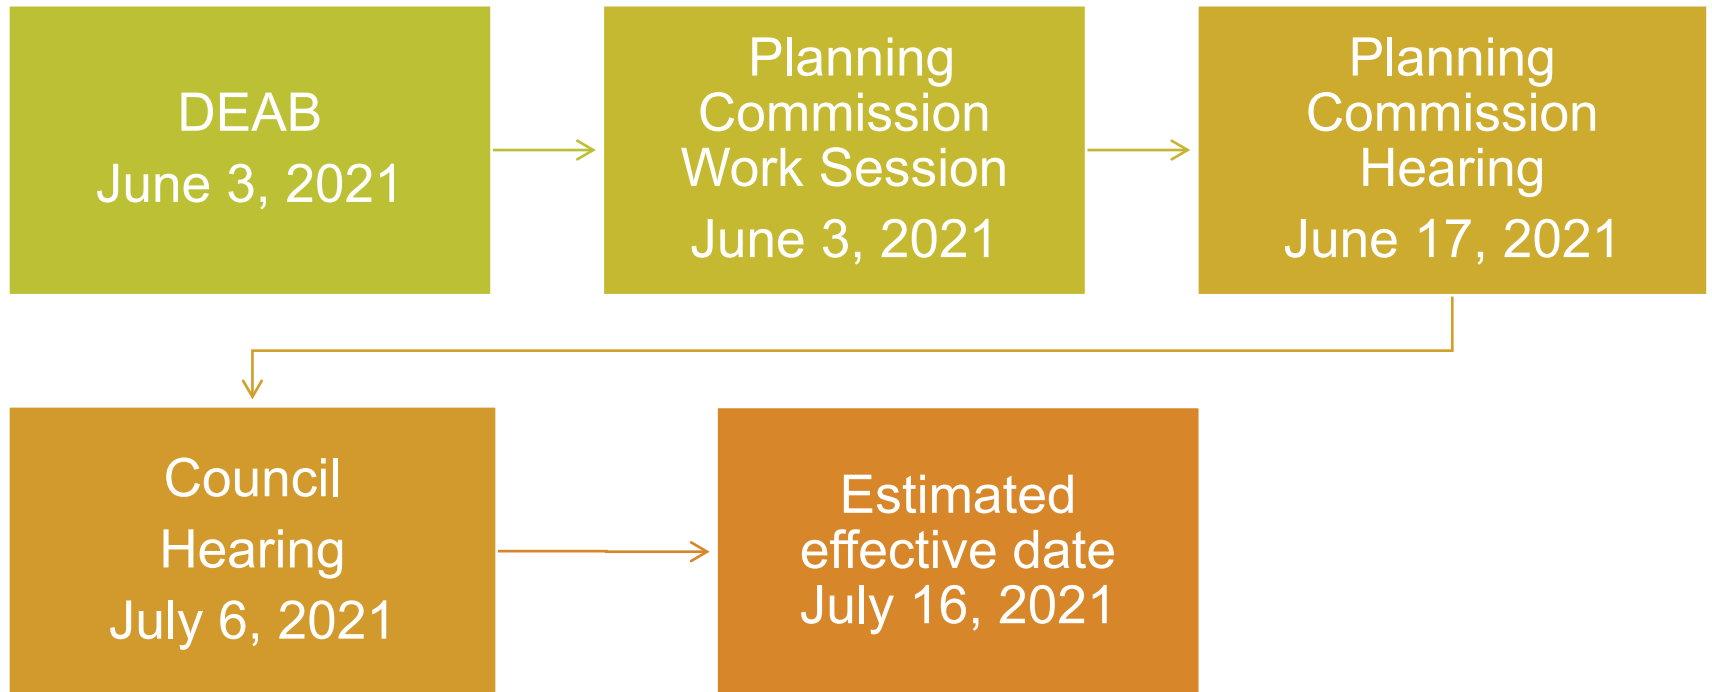 DEAB
June 3, 2021
Planning
Commission
Work Session
June 3, 2021
Planning
Commission
Hearing
June 17, 2021
Council
Hearing
July 6, 2021
Estimated
effective date
July 16, 2021